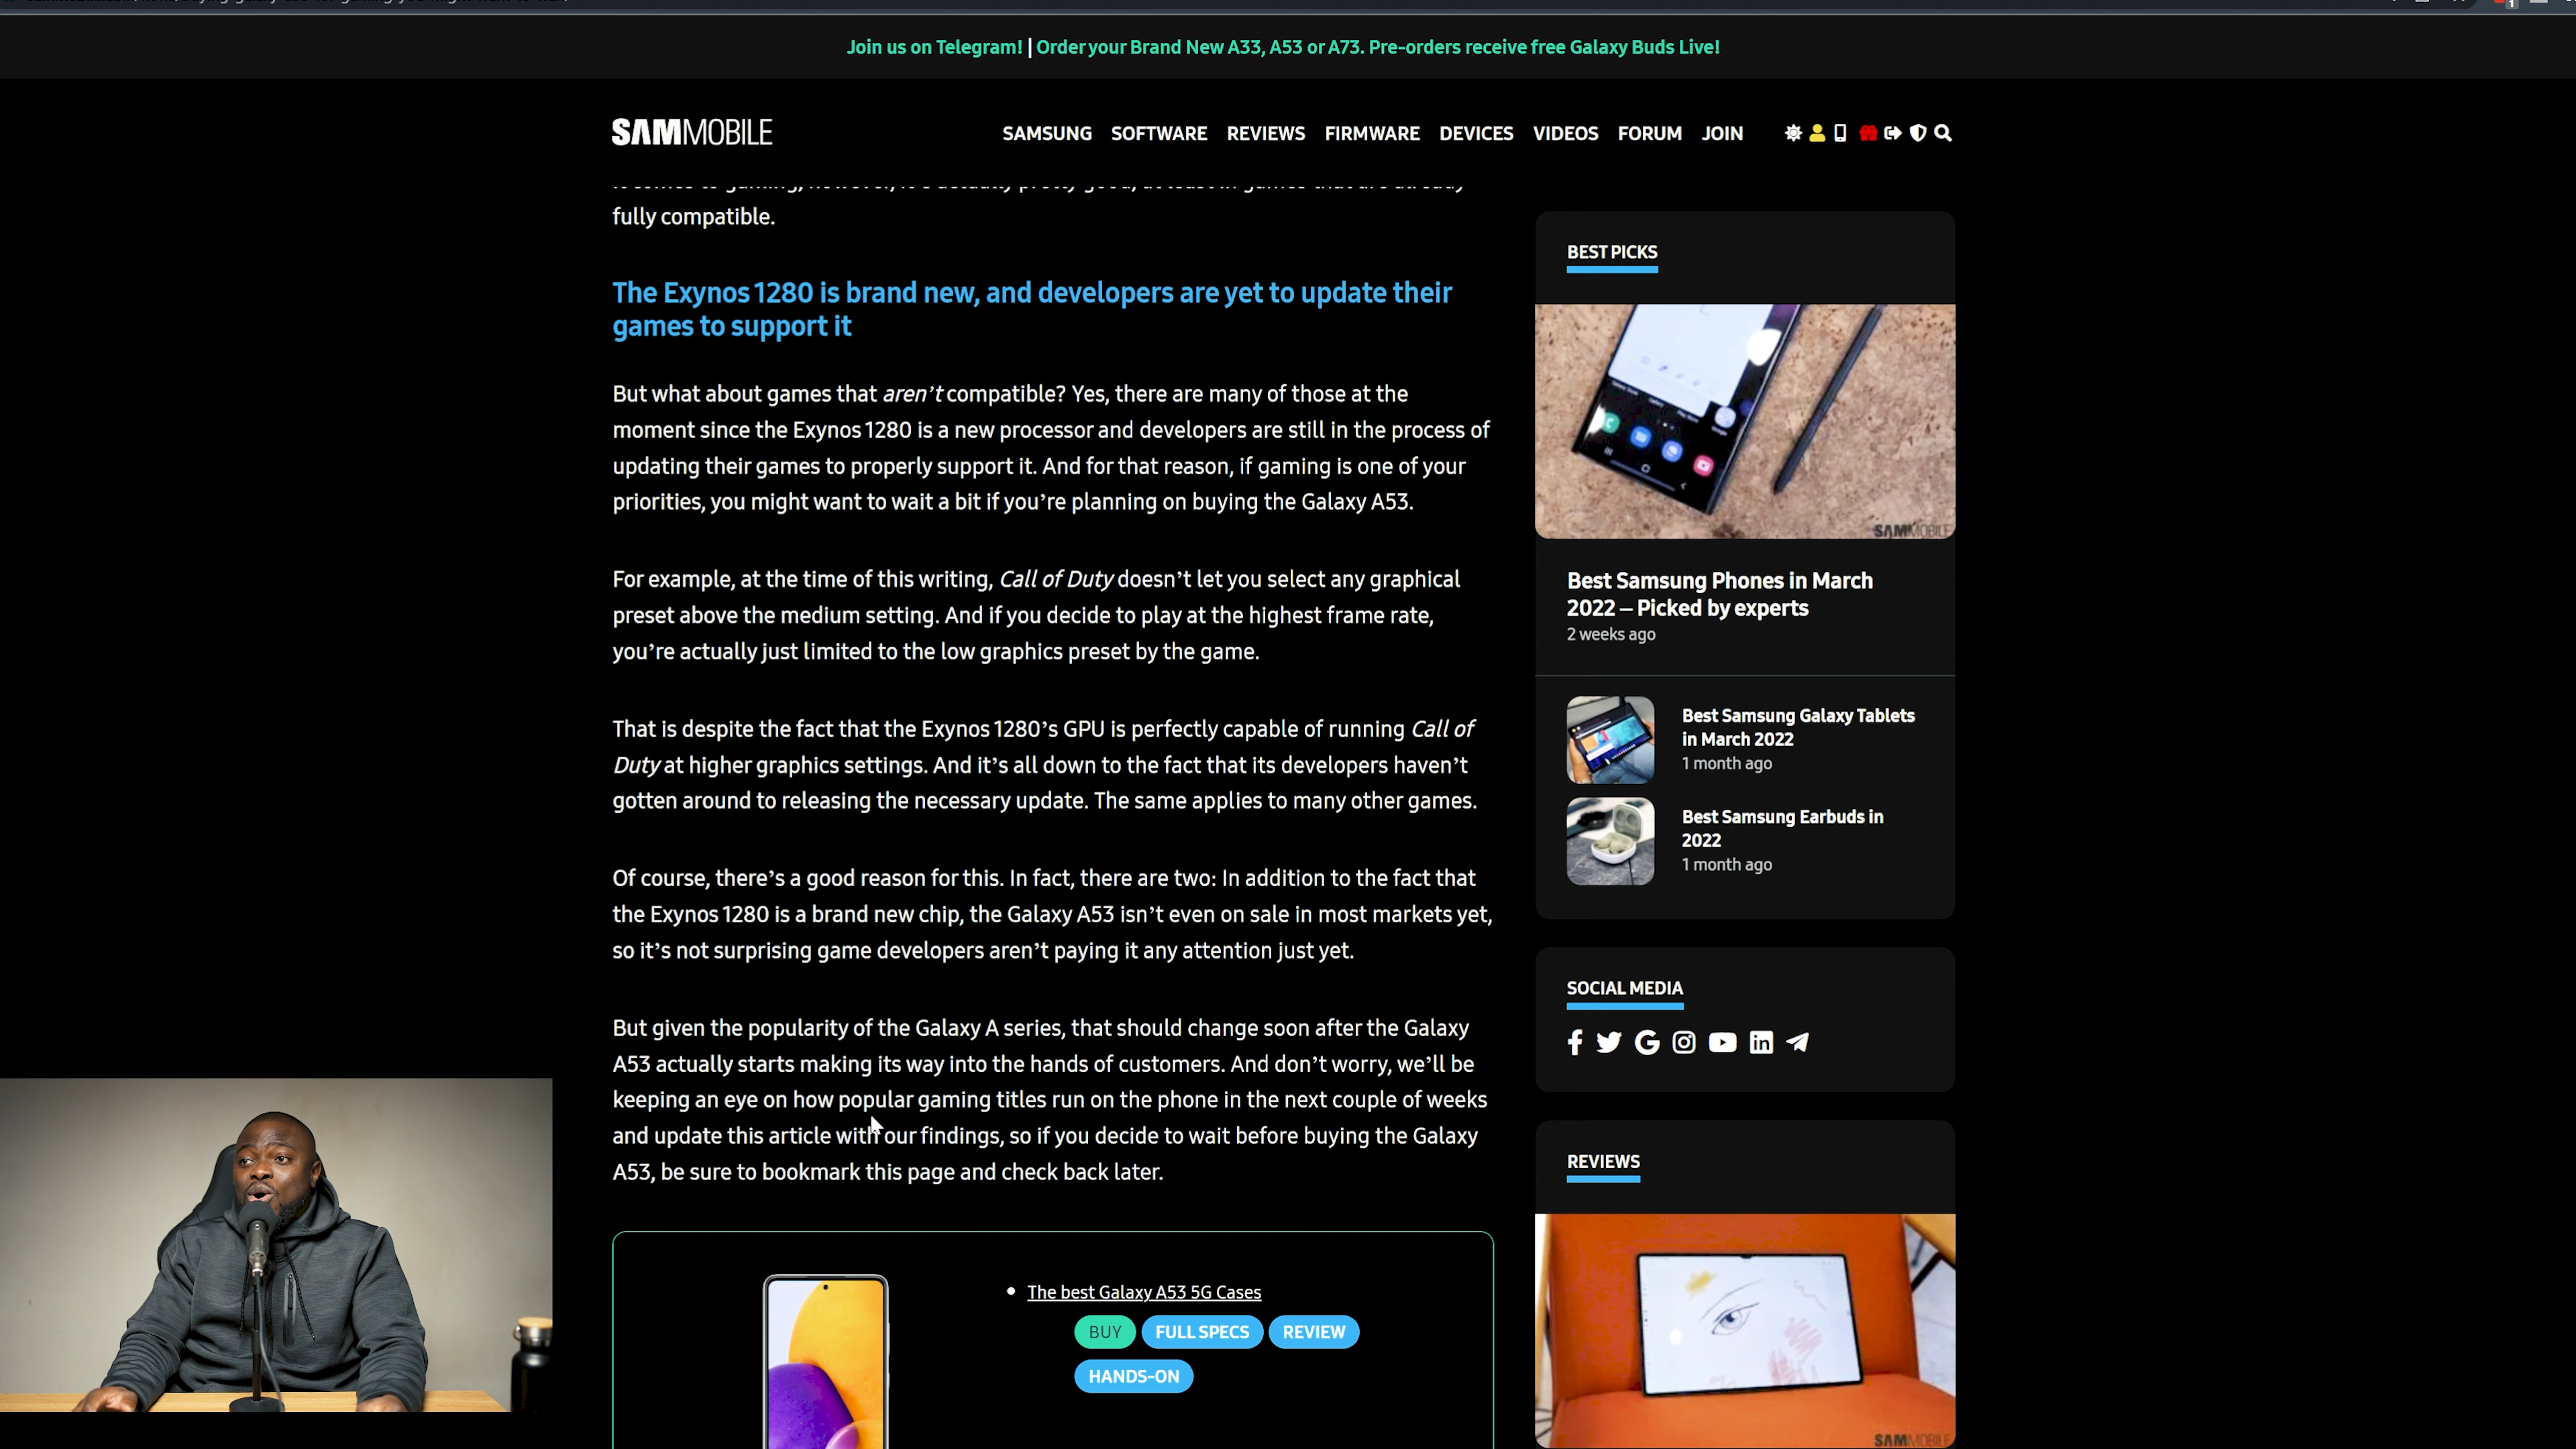 Join us on Telegram! | Order your Brand New A33, A53 or A73. Pre-orders receive free Galaxy Buds Live!
SAMMOBILE
SAMSUNG SOFTWARE REVIEWS FIRMWARE DEVICES VIDEOS FORUM JOIN
fully compatible.
The Exynos 1280 is brand new, and developers are yet to update their
games to support it
But what about games that aren't compatible? Yes, there are many of those at the
moment since the Exynos 1280 is a new processor and developers are still in the process of
updating their games to properly support it. And for that reason, if gaming is one of your
priorities, you might want to wait a bit if you're planning on buying the Galaxy A53.
For example, at the time of this writing, Call of Duty doesn't let you select any graphical
preset above the medium setting. And if you decide to play at the highest frame rate,
you're actually just limited to the low graphics preset by the game.
That is despite the fact that the Exynos 1280's GPU is perfectly capable of running Call of
Duty at higher graphics settings. And it's all down to the fact that its developers haven't
gotten around to releasing the necessary update. The same applies to many other games.
Of course, there's a good reason for this. In fact, there are two: In addition to the fact that
the Exynos 1280 is a brand new chip, the Galaxy A53 isn't even on sale in most markets yet,
so it's not surprising game developers aren't paying it any attention just yet.
But given the popularity of the Galaxy A series, that should change soon after the Galaxy
A53 actually starts making its way into the hands of customers. And don't worry, we'll be
keeping an eye on how popular gaming titles run on the phone in the next couple of weeks
and update this article with our findings, so if you decide to wait before buying the Galaxy
A53, be sure to bookmark this page and check back later.
• The best Galaxy A53 5G Cases
BUY FULL SPECS REVIEW
HANDS-ON
BEST PICKS
SAMMOBILE
Best Samsung Phones in March
2022 – Picked by experts
2 weeks ago
Best Samsung Galaxy Tablets
in March 2022
1 month ago
Best Samsung Earbuds in
2022
1 month ago
SOCIAL MEDIA
REVIEWS
SAMMOBILE